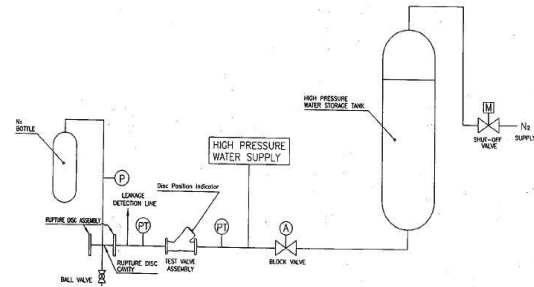 M
HIGH PRESSURE
WATER STORAGE
TANK
N₂
SUPPLY
SHUT-OFF
VALVE
N₂
BOTTLE
HIGH PRESSURE
WATER SUPPLY
P
Disc Position Indicator
LEAKAGE
DETECTION LINE
RUPTURE DISC ASSEMBLY
PT
PT
A
RUPTURE DISC
CAVITY
TEST VALVE
ASSEMBLY
BLOCK VALVE
BALL VALVE